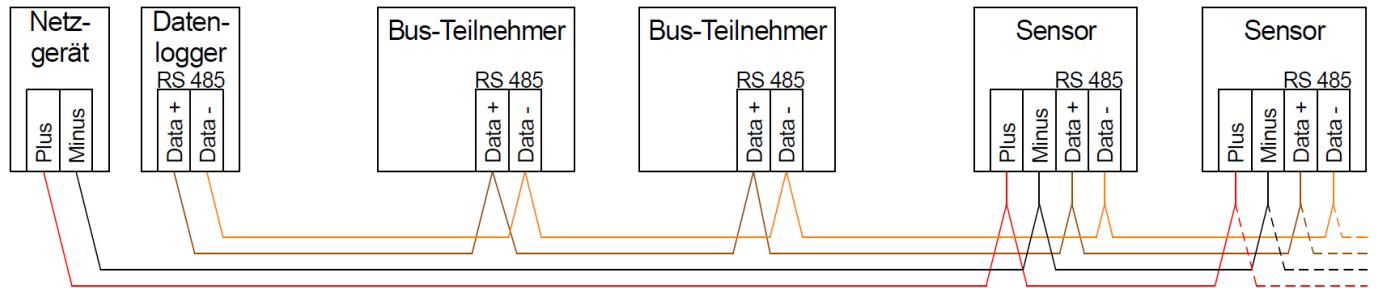 Netz-
gerät
Plus
Minus
Daten-
logger
RS 485
Data +
Data -
Bus-Teilnehmer
RS 485
Data +
Data -
Bus-Teilnehmer
RS 485
Data +
Data -
Sensor
RS 485
Plus
Minus
Data +
Data -
Sensor
RS 485
Plus
Minus
Data +
Data -